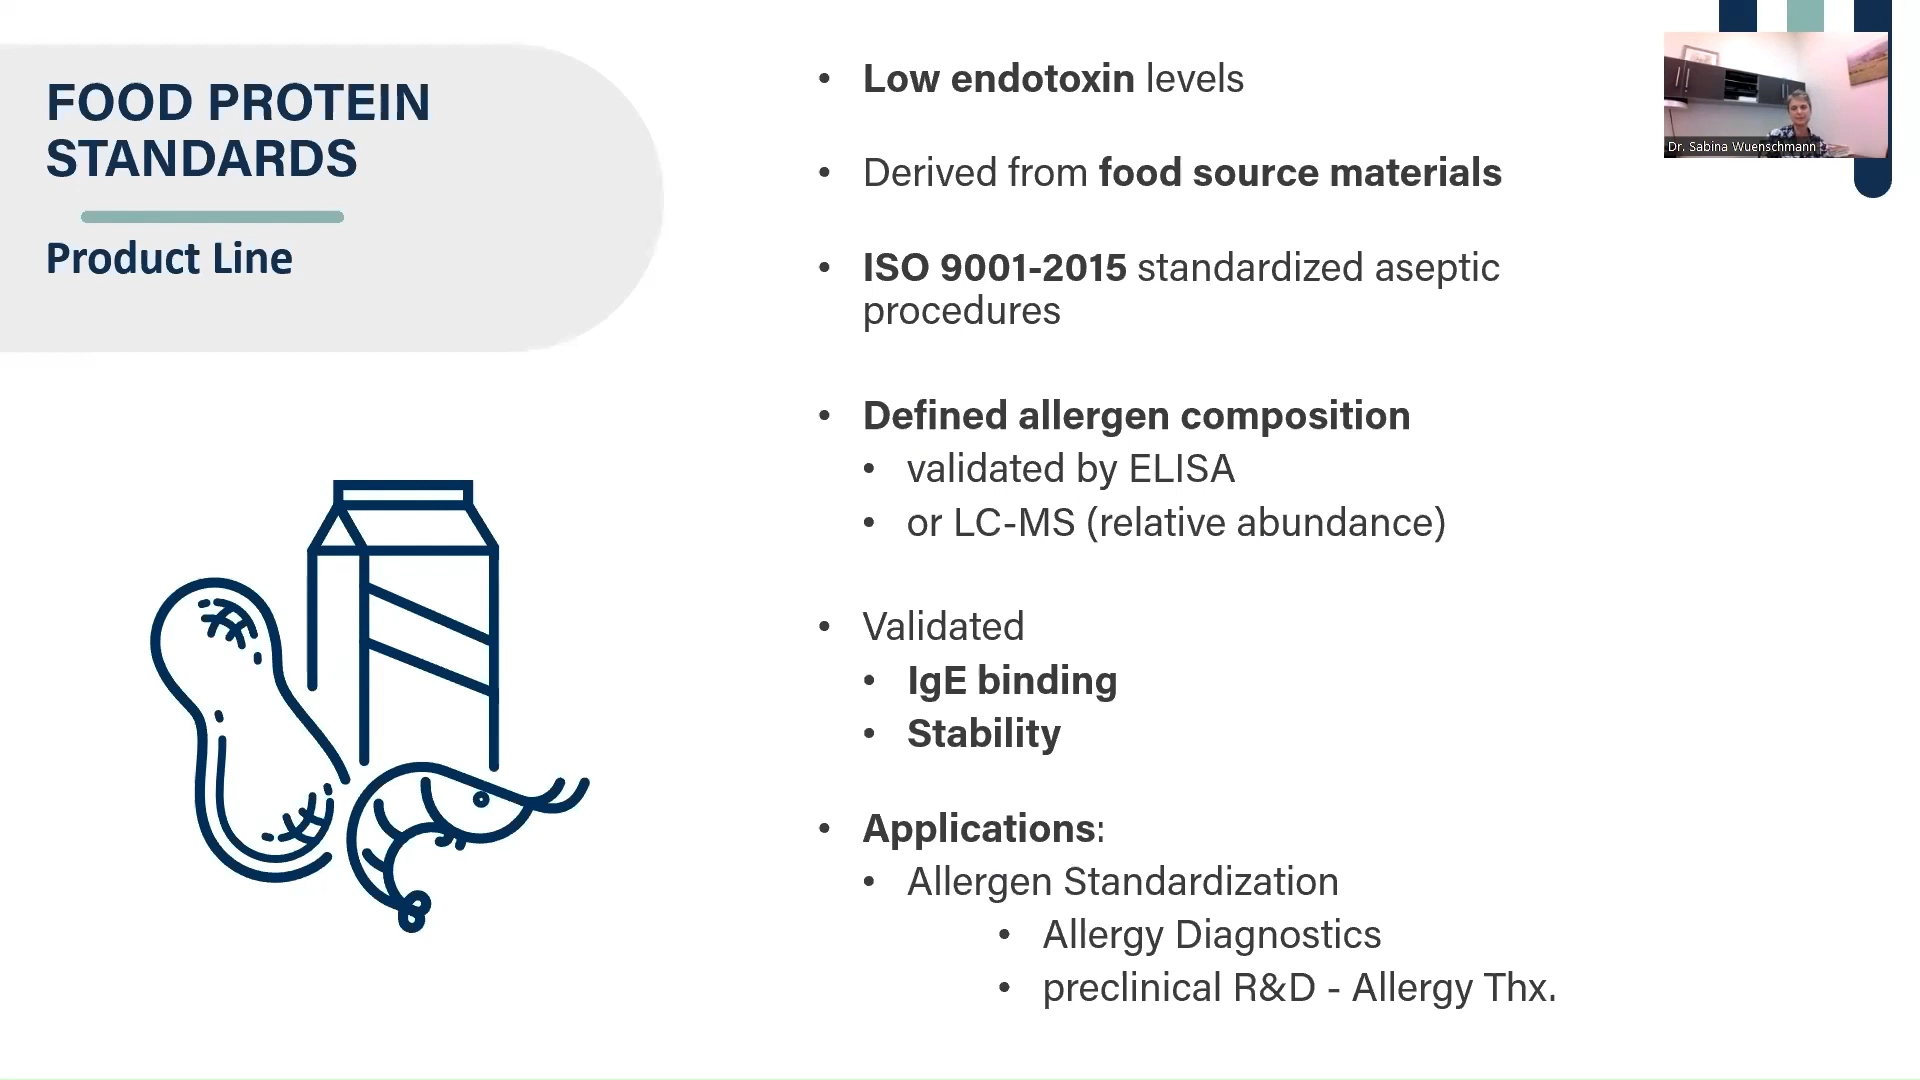 FOOD PROTEIN
STANDARDS
Product Line
• Low endotoxin levels
• Derived from food source materials
• ISO 9001-2015 standardized aseptic
procedures
• Defined allergen composition
• validated by ELISA
• or LC-MS (relative abundance)
• Validated
• IgE binding
• Stability
• Applications:
• Allergen Standardization
• Allergy Diagnostics
• preclinical R&D - Allergy Thx.
Dr. Sabina Wuenschmann